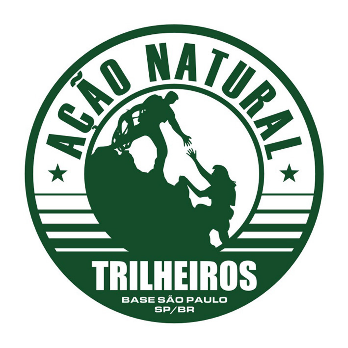 AÇÃO NATURAL
TRILHEIROS
BASE SÃO PAULO
SP/BR